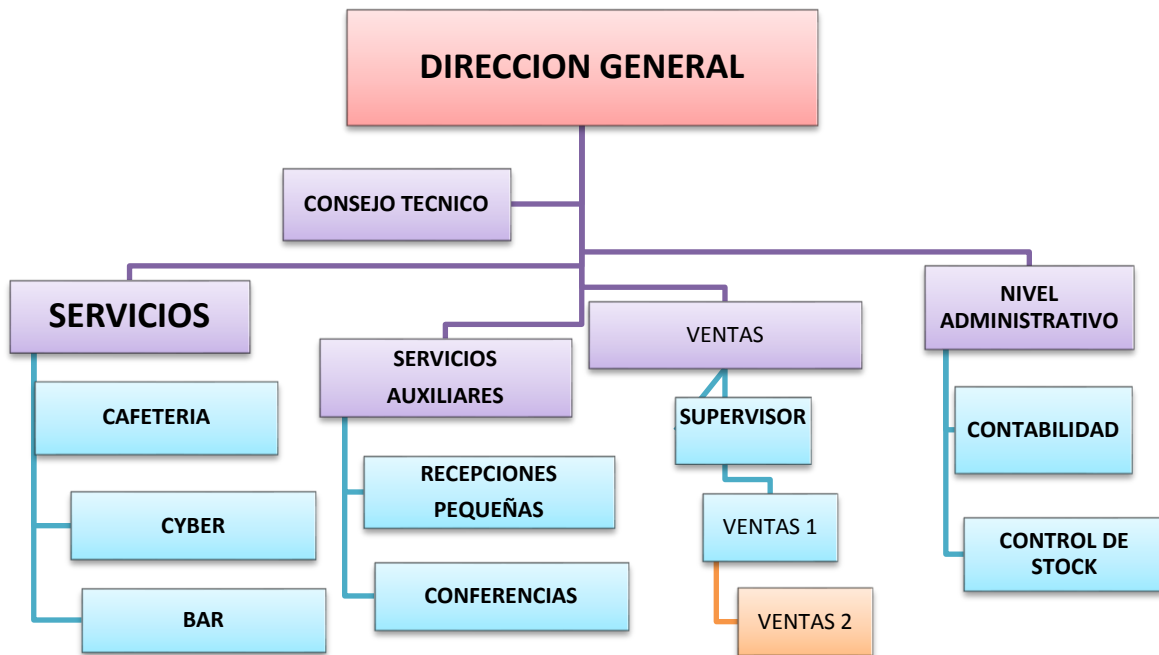 DIRECCION GENERAL
CONSEJO TECNICO
SERVICIOS
CAFETERIA
CYBER
BAR
SERVICIOS
AUXILIARES
RECEPCIONES
PEQUEÑAS
CONFERENCIAS
VENTAS
SUPERVISOR
VENTAS 1
VENTAS 2
NIVEL
ADMINISTRATIVO
CONTABILIDAD
CONTROL DE
STOCK